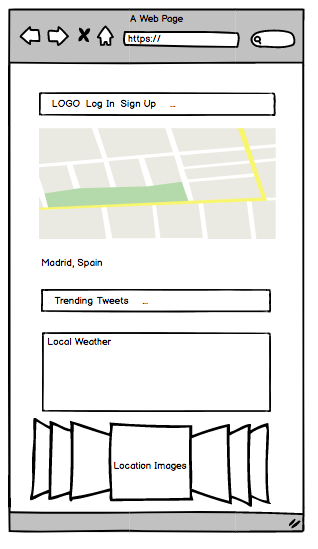 A Web Page
https://
LOGO Log In Sign Up ...
Madrid, Spain
Trending Tweets ...
Local Weather
Location Images